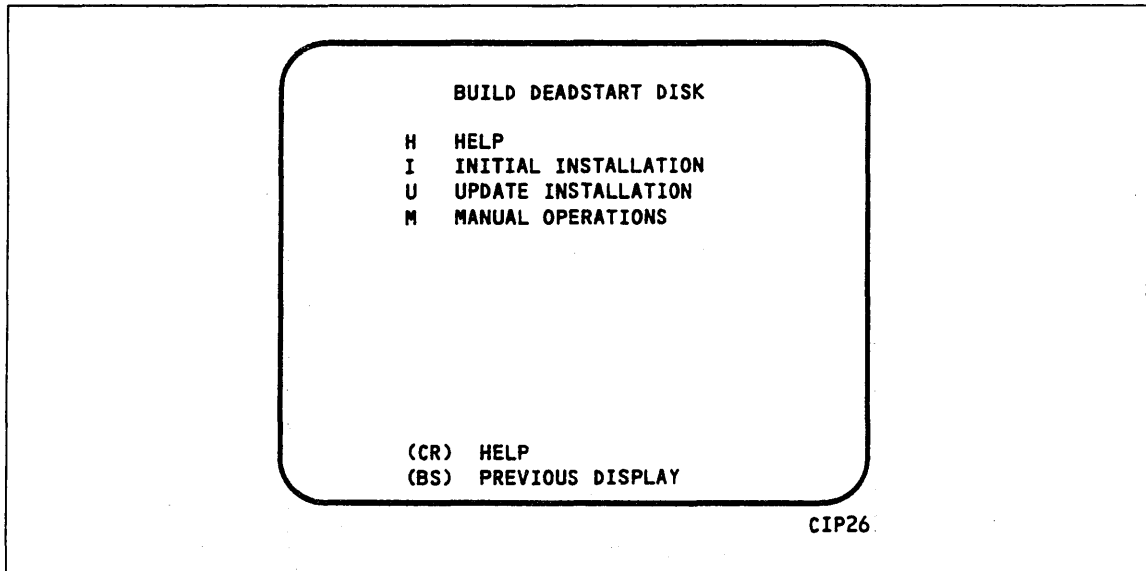 BUILD DEADSTART DISK
H HELP
I INITIAL INSTALLATION
U UPDATE INSTALLATION
M MANUAL OPERATIONS
(CR) HELP
(BS) PREVIOUS DISPLAY
CIP26